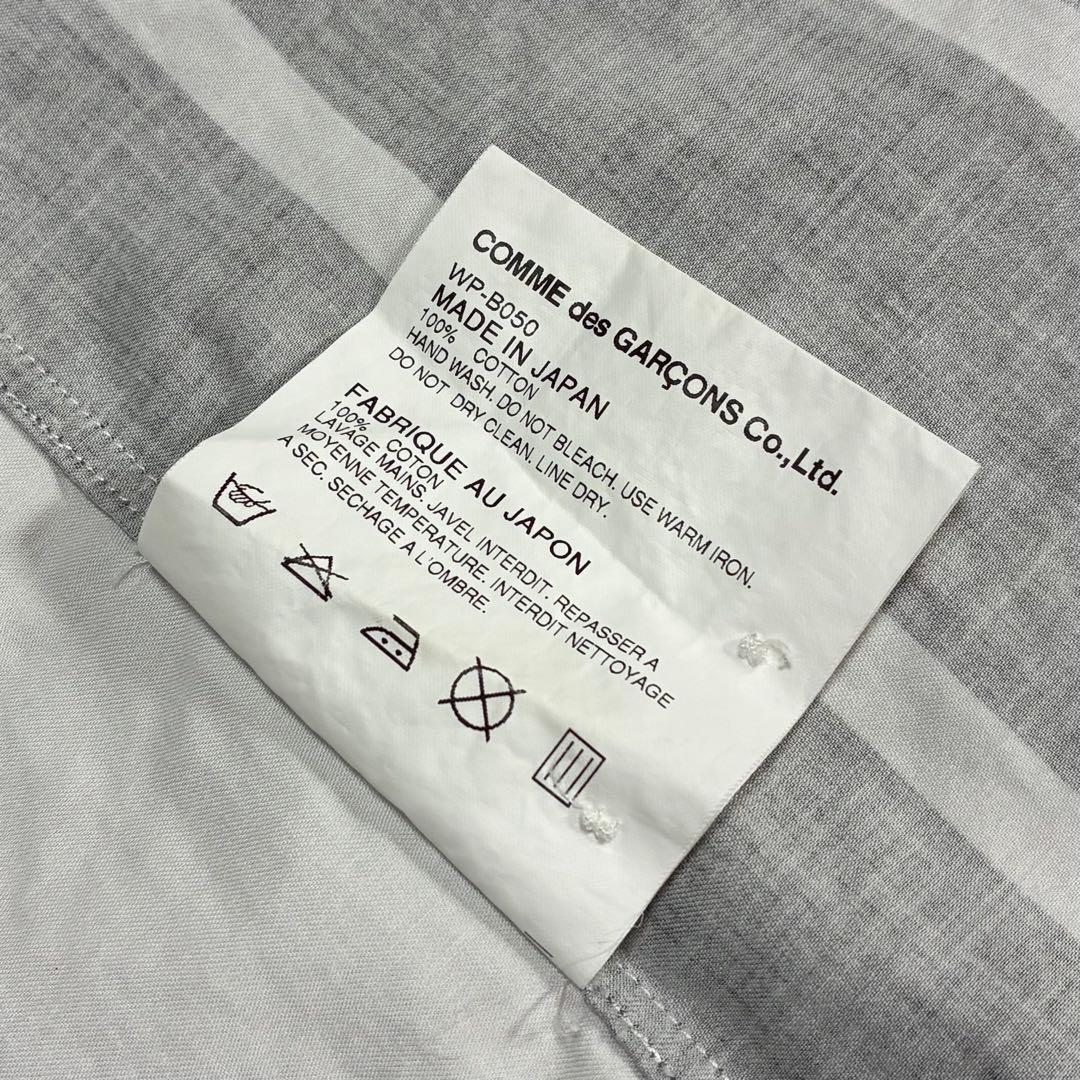 COMME des GARÇONS Co.,Ltd.
WP-B050
MADE IN JAPAN
100% COTTON
HAND WASH. DO NOT BLEACH. USE WARM IRON.
DO NOT DRY CLEAN. LINE DRY.
FABRIQUE AU JAPON
100% COTON
LAVAGE MAINS. JAVEL INTERDIT. REPASSER A
MOYENNE TEMPERATURE. INTERDIT NETTOYAGE
A SEC. SECHAGE A L'OMBRE.